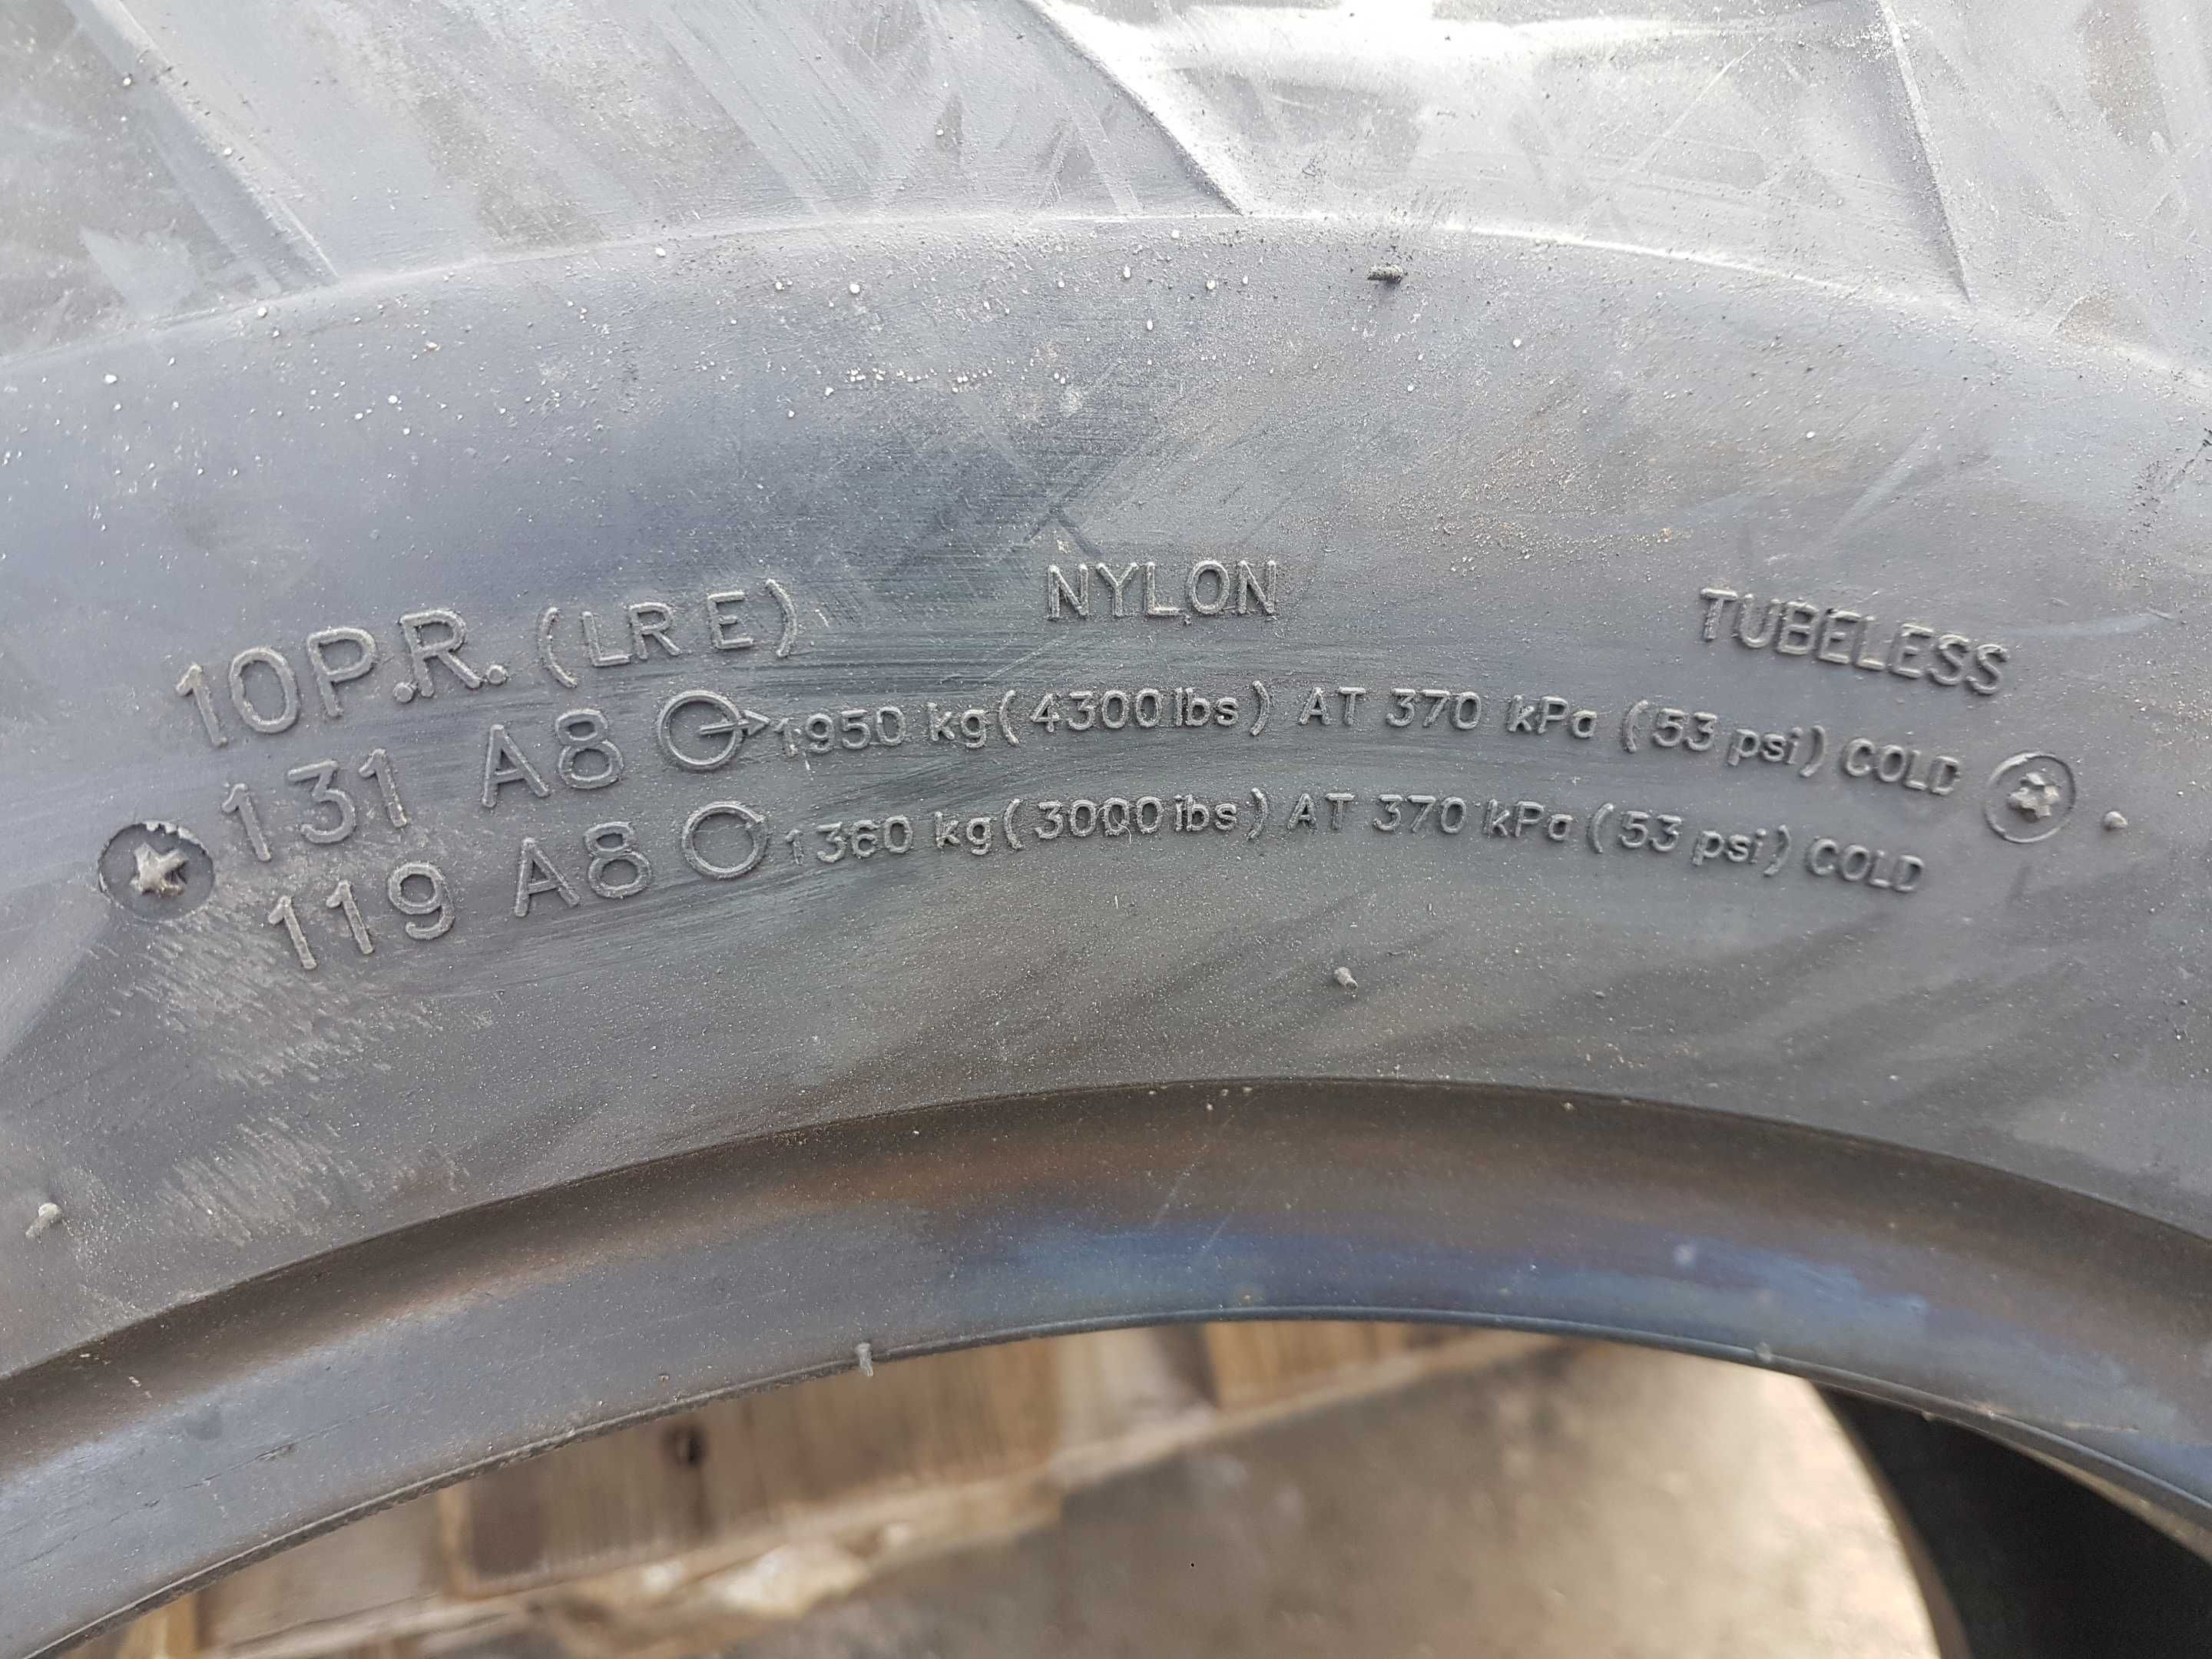 10P.R. (LR E) NYLON TUBELESS
131 A8 1950 kg (4300 lbs) AT 370 kPa (53 psi) COLD
119 A8 1360 kg (3000 lbs) AT 370 kPa (53 psi) COLD